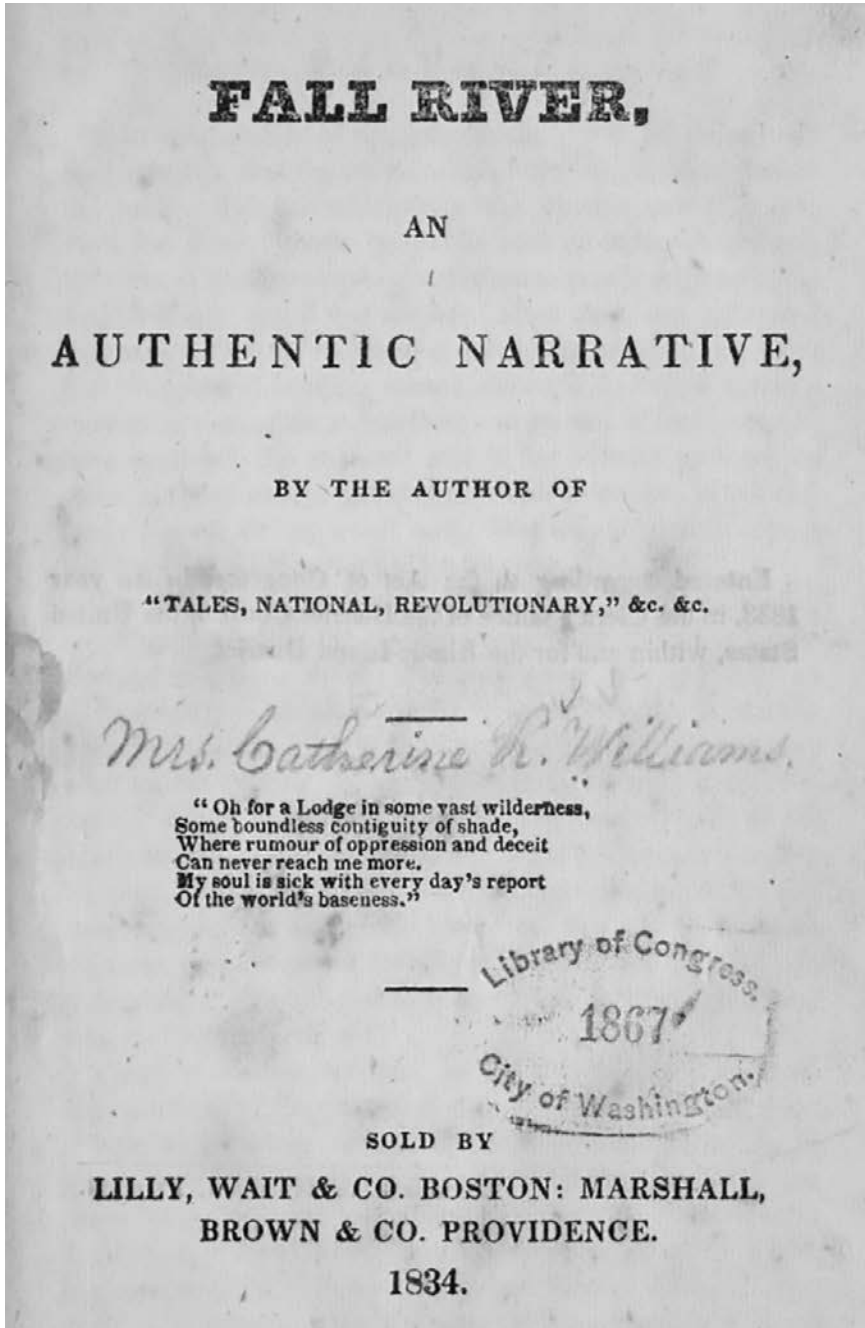 FALL RIVER,
AN
AUTHENTIC NARRATIVE,
BY THE AUTHOR OF
"TALES, NATIONAL, REVOLUTIONARY," &c. &c.
Mrs. Catherine R. Williams.
"Oh for a Lodge in some vast wilderness,
Some boundless contiguity of shade,
Where rumour of oppression and deceit
Can never reach me more.
My soul is sick with every day's report
Of the world's baseness."
Library of Congress.
1867
City of Washington.
SOLD BY
LILLY, WAIT & CO. BOSTON: MARSHALL,
BROWN & CO. PROVIDENCE.
1834.